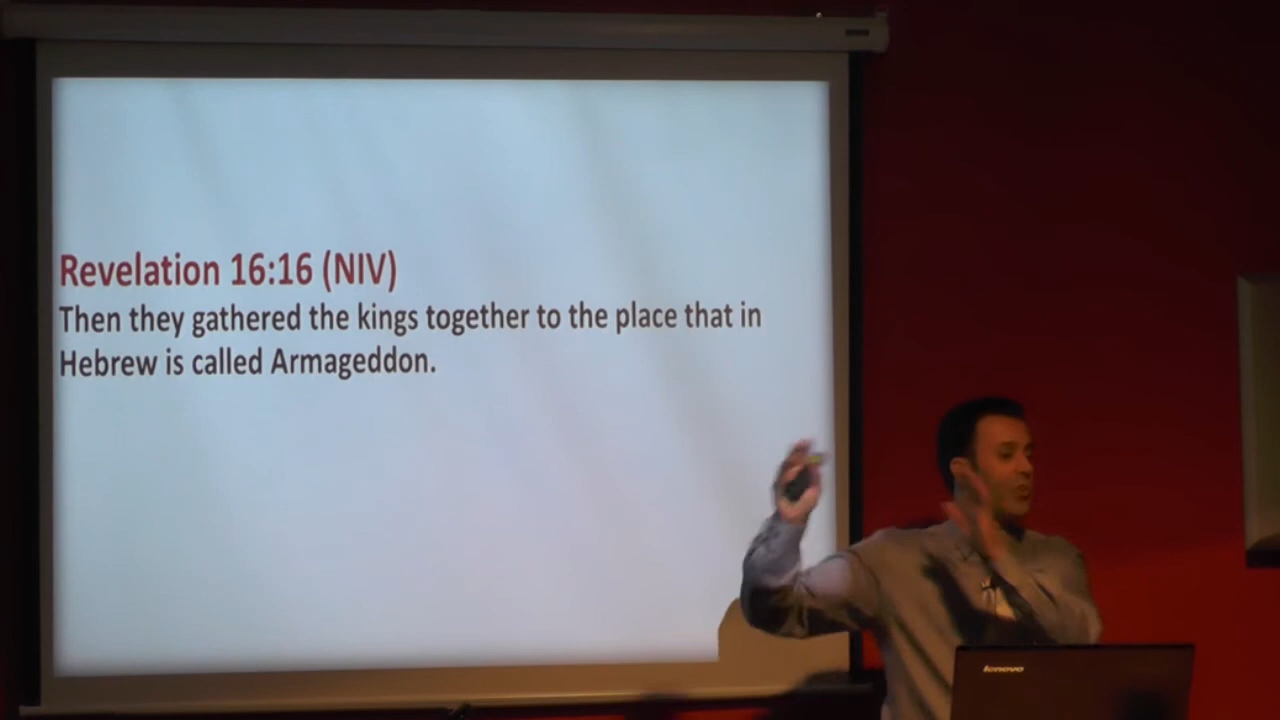 Revelation 16:16 (NIV)
Then they gathered the kings together to the place that in
Hebrew is called Armageddon.
lenovo